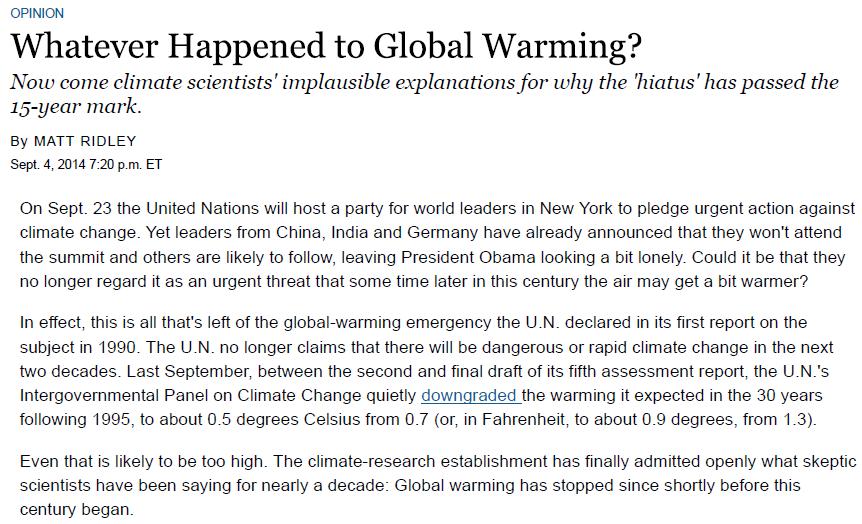 OPINION
Whatever Happened to Global Warming?
Now come climate scientists' implausible explanations for why the 'hiatus' has passed the
15-year mark.
By MATT RIDLEY
Sept. 4, 2014 7:20 p.m. ET
On Sept. 23 the United Nations will host a party for world leaders in New York to pledge urgent action against
climate change. Yet leaders from China, India and Germany have already announced that they won't attend
the summit and others are likely to follow, leaving President Obama looking a bit lonely. Could it be that they
no longer regard it as an urgent threat that some time later in this century the air may get a bit warmer?
In effect, this is all that's left of the global-warming emergency the U.N. declared in its first report on the
subject in 1990. The U.N. no longer claims that there will be dangerous or rapid climate change in the next
two decades. Last September, between the second and final draft of its fifth assessment report, the U.N.'s
Intergovernmental Panel on Climate Change quietly downgraded the warming it expected in the 30 years
following 1995, to about 0.5 degrees Celsius from 0.7 (or, in Fahrenheit, to about 0.9 degrees, from 1.3).
Even that is likely to be too high. The climate-research establishment has finally admitted openly what skeptic
scientists have been saying for nearly a decade: Global warming has stopped since shortly before this
century began.